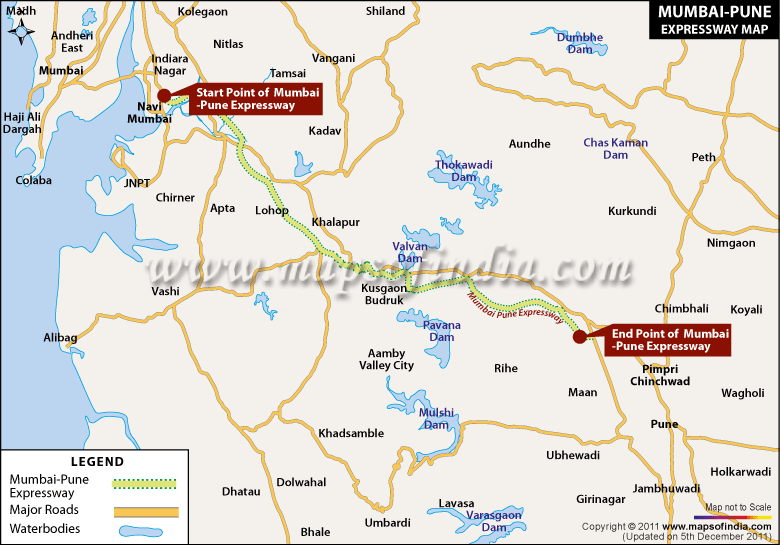 MUMBAI-PUNE
EXPRESSWAY MAP
Madh
Kolegaon
Shiland
Andheri
East
Nitlas
Dumbhe
Dam
Mumbai
Indiara
Nagar
Vangani
Tamsai
Start Point of Mumbai
-Pune Expressway
Navi
Mumbai
Haji Ali
Dargah
Kadav
Aundhe
Chas Kaman
Dam
Peth
Thokawadi
Dam
Colaba
JNPT
Chirner
Apta
Lohop
Khalapur
Kurkundi
Nimgaon
Valvan
Dam
www.mapsofindia.com
Vashi
Kusgaon
Budruk
Mumbai Pune Expressway
Chimbhali
Koyali
Alibag
Pavana
Dam
End Point of Mumbai
-Pune Expressway
Aamby
Valley City
Rihe
Pimpri
Chinchwad
Maan
Wagholi
Mulshi
Dam
Pune
Khadsamble
Ubhewadi
Holkarwadi
LEGEND
Mumbai-Pune
Expressway
Major Roads
Waterbodies
Dhatau
Dolwahal
Bhale
Umbardi
Lavasa
Varasgaon
Dam
Girinagar
Jambhuwadi
Map not to Scale
Copyright © 2011 www.mapsofindia.com
(Updated on 5th December 2011)